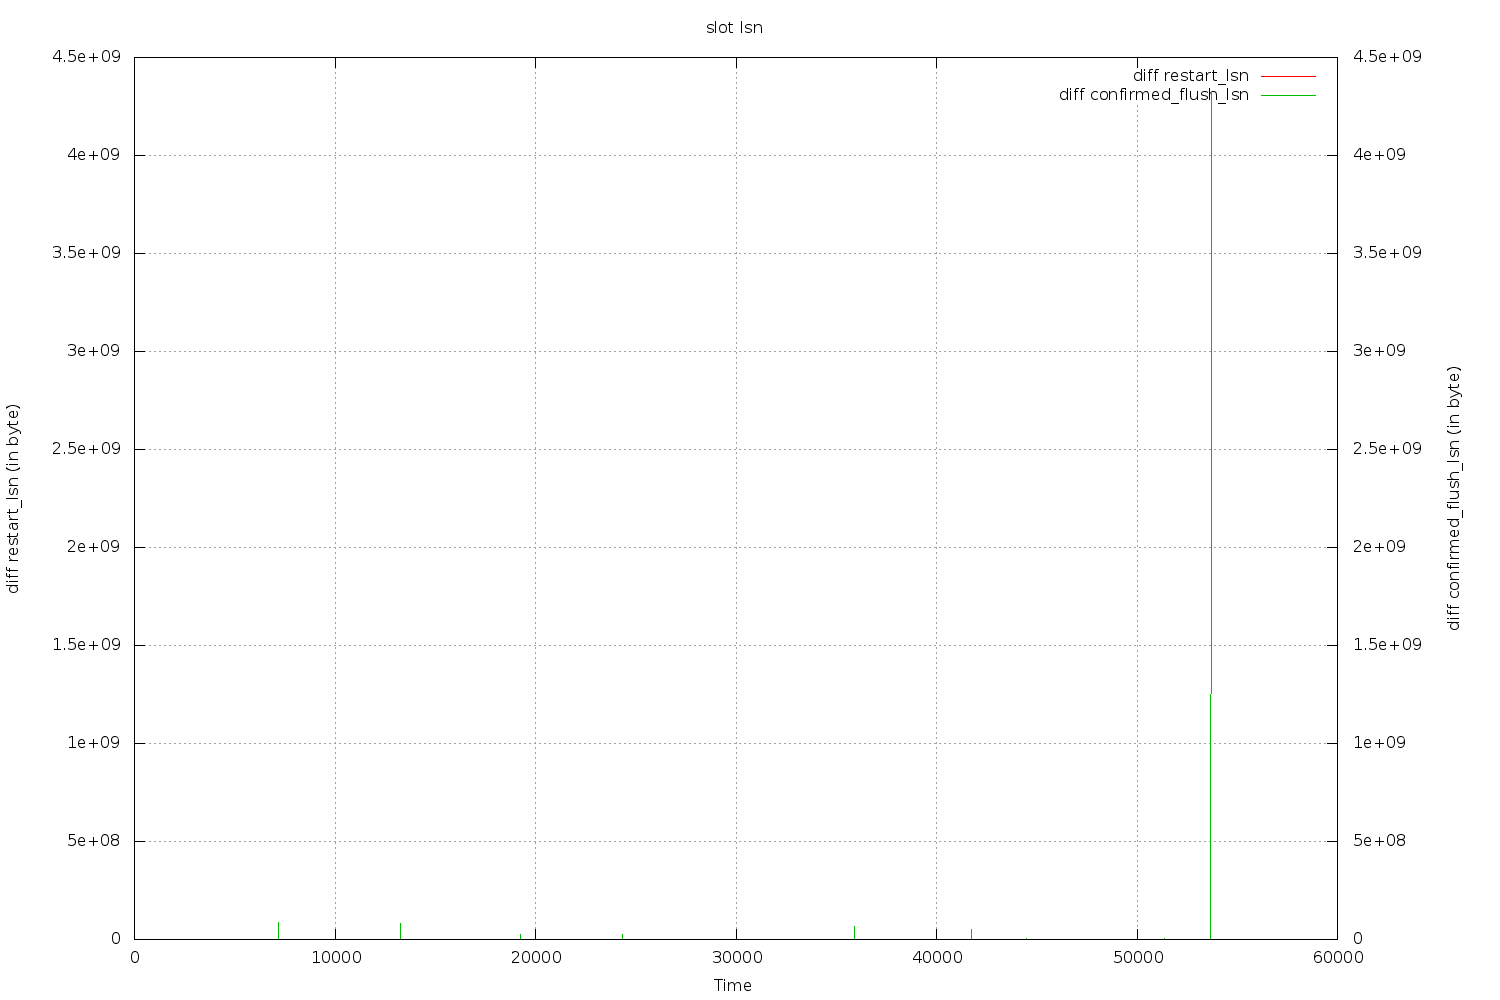 slot lsn
diff restart_lsn
diff confirmed_flush_lsn
4.5e+09
4e+09
3.5e+09
3e+09
2.5e+09
2e+09
1.5e+09
1e+09
5e+08
0
4.5e+09
4e+09
3.5e+09
3e+09
2.5e+09
2e+09
1.5e+09
1e+09
5e+08
0
diff restart_lsn (in byte)
diff confirmed_flush_lsn (in byte)
0 10000 20000 30000 40000 50000 60000
Time